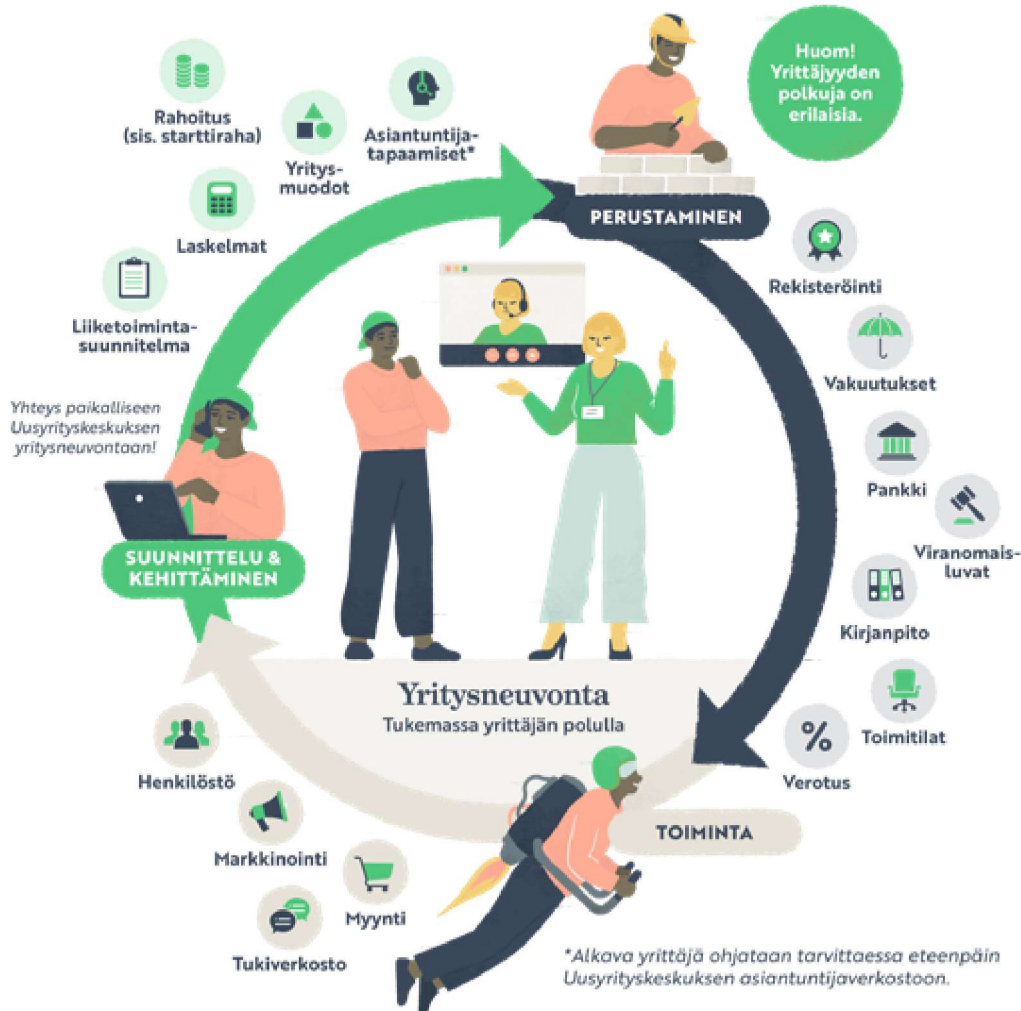 Huom!
Yrittäjyyden
polkuja on
erilaisia.
Rahoitus
(sis. starttiraha)
Yritys-
muodot
Asiantuntija-
tapaamiset*
Laskelmat
Liiketoiminta-
suunnitelma
Yhteys paikalliseen
Uusyrityskeskuksen
yritysneuvontaan!
SUUNNITTELU &
KEHITTÄMINEN
PERUSTAMINEN
Rekisteröinti
Vakuutukset
Pankki
Viranomais-
luvat
Kirjanpito
Toimitilat
Verotus
Yritysneuvonta
Tukemassa yrittäjän polulla
TOIMINTA
Henkilöstö
Markkinointi
Myynti
Tukiverkosto
*Alkava yrittäjä ohjataan tarvittaessa eteenpäin
Uusyrityskeskuksen asiantuntijaverkostoon.